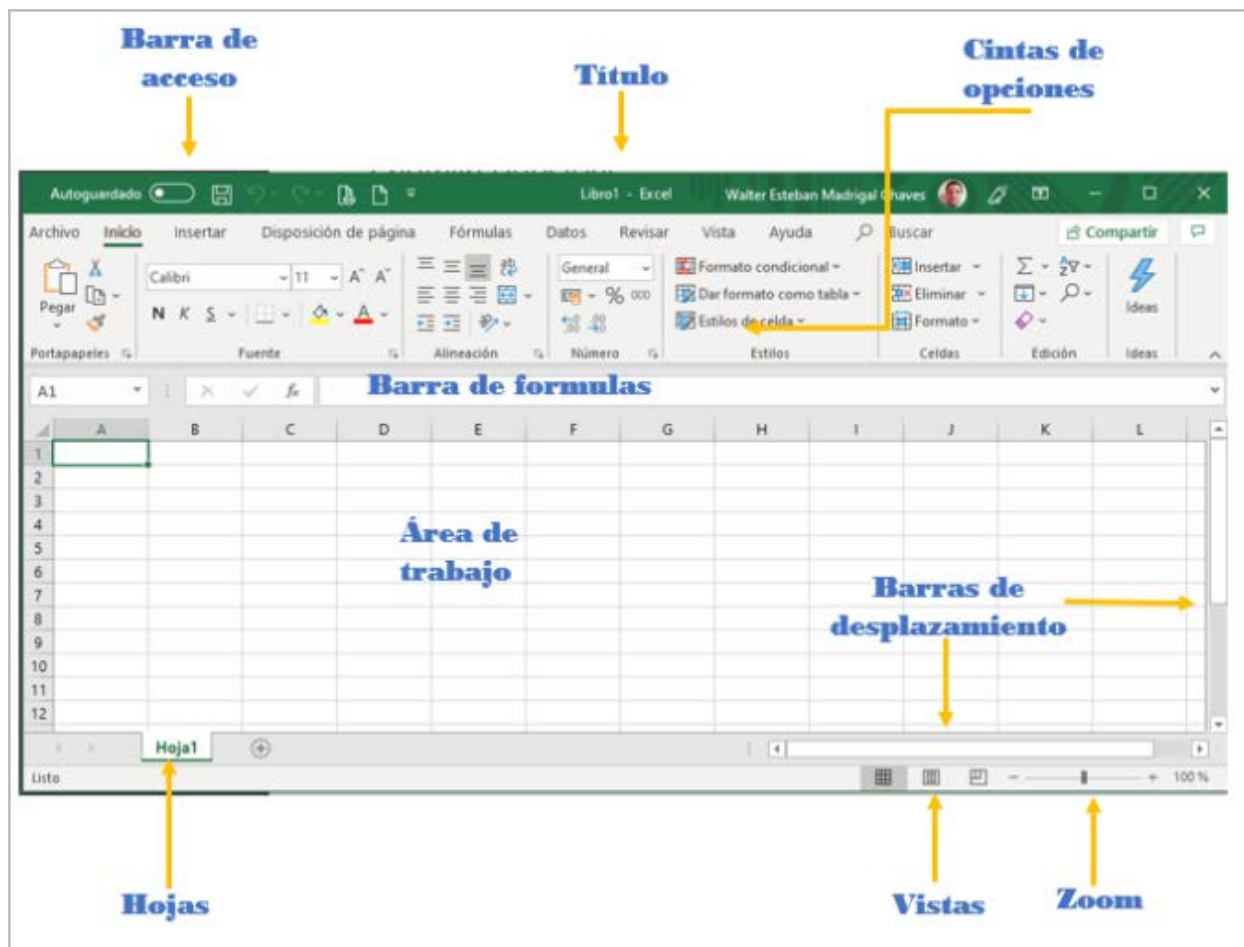 Barra de
acceso
Título
Cintas de
opciones
Autoguardado
Libro1 - Excel
Walter Esteban Madrigal Chaves
Archivo Inicio Insertar Disposición de página Fórmulas Datos Revisar Vista Ayuda Buscar Compartir
Pegar
Calibri 11 A A
N K S A
General
% 000
Formato condicional
Dar formato como tabla
Estilos de celda
Insertar
Eliminar
Formato
Ideas
Portapapeles Fuente Alineación Número Estilos Celdas Edición Ideas
A1 fx Barra de formulas
A B C D E F G H I J K L
1
2
3
4
5
6
7
8
9
10
11
12
Área de
trabajo
Barras de
desplazamiento
Hoja1
Listo 100 %
Hojas
Vistas
Zoom